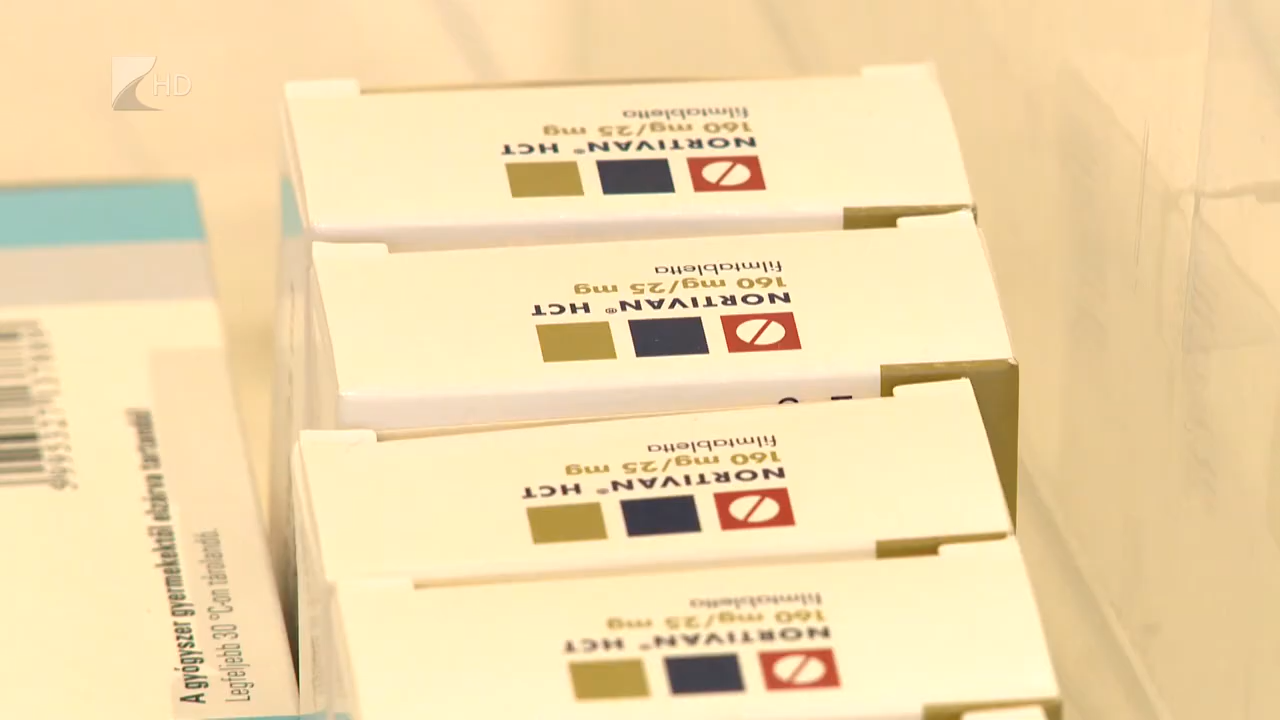 HD
NORTIVAN® HCT
160 mg/25 mg
filmtabletta
NORTIVAN® HCT
160 mg/25 mg
filmtabletta
NORTIVAN® HCT
160 mg/25 mg
filmtabletta
NORTIVAN® HCT
160 mg/25 mg
filmtabletta
A gyógyszer gyermekektől elzárva tartandó!
Legfeljebb 30 °C-on tárolandó.